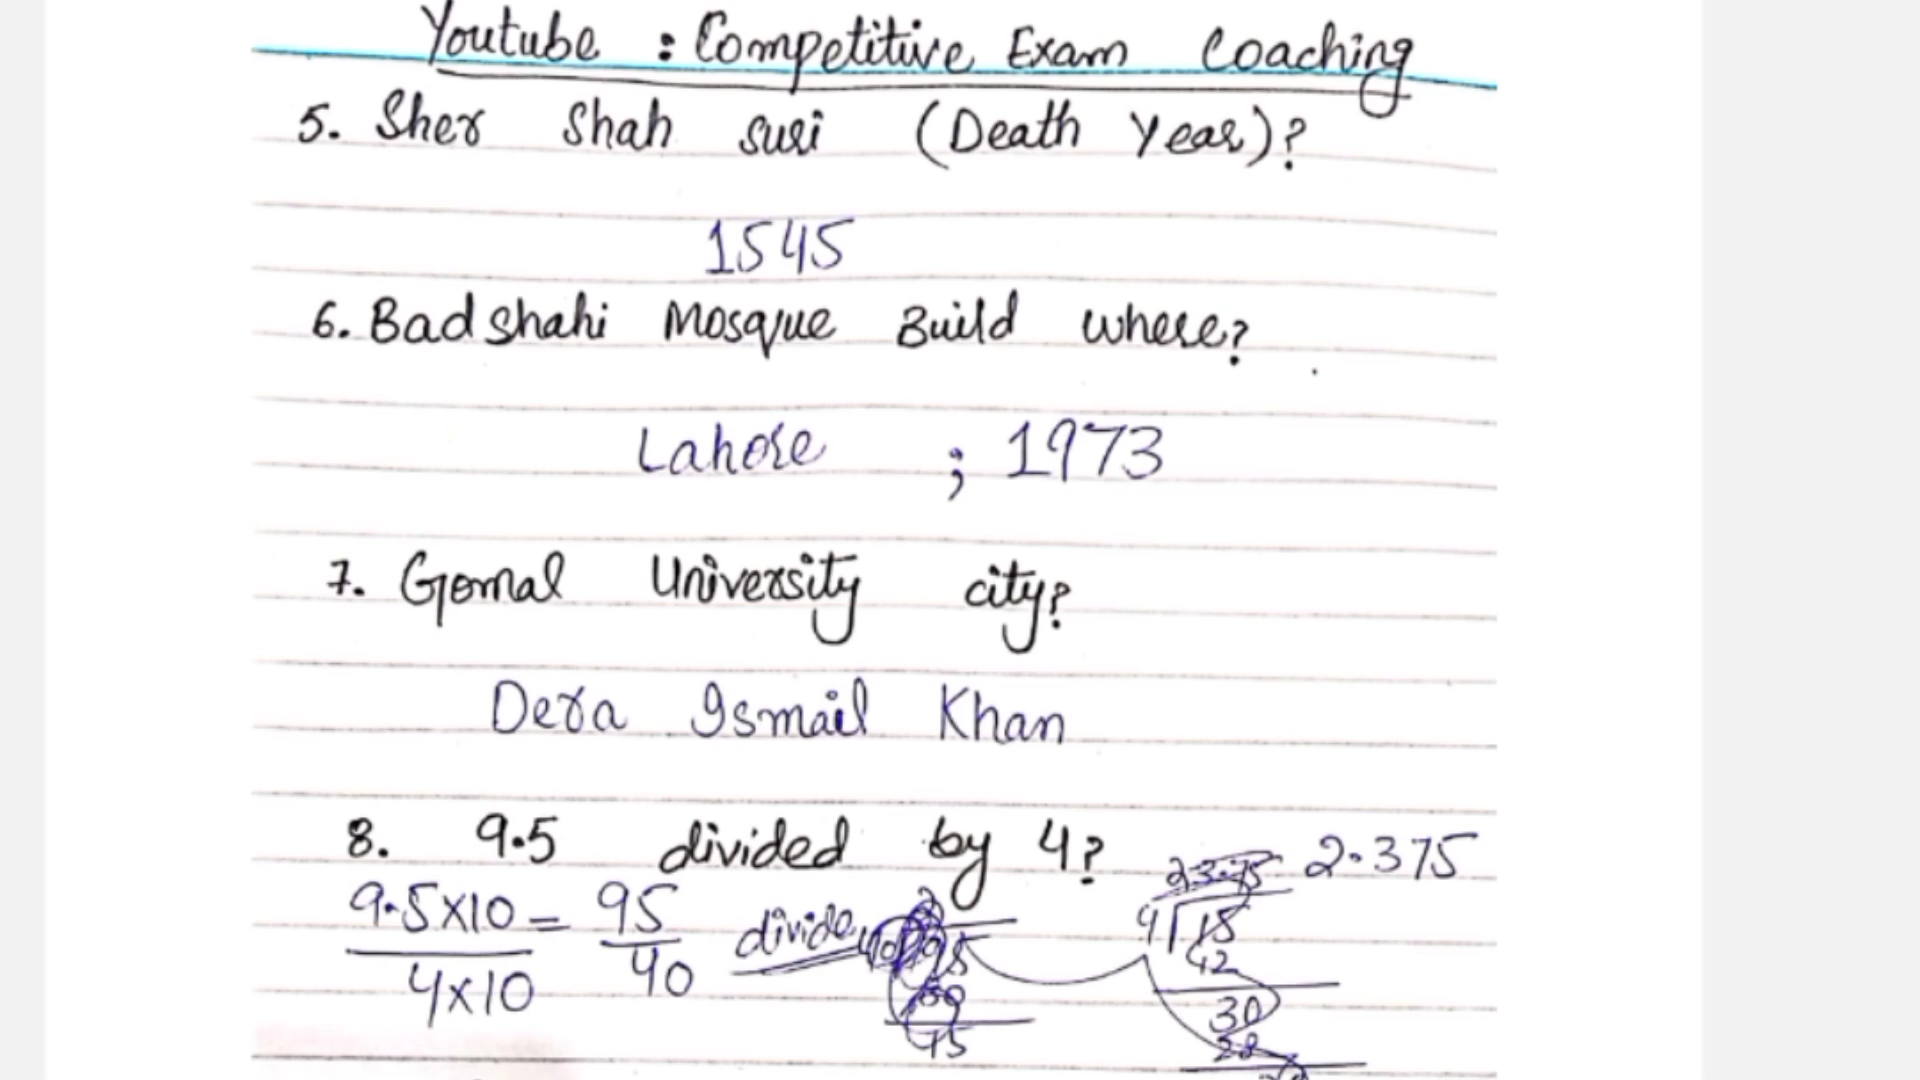 Youtube : Competitive Exam Coaching
5. Sher Shah suri (Death Year)?
1545
6. Badshahi Mosque Build where?
Lahore ; 1973
7. Gomal University city?
Dera Ismail Khan
8. 9.5 divided by 4? 2.375
9.5x10 = 95 divide
4x10 40
30
28